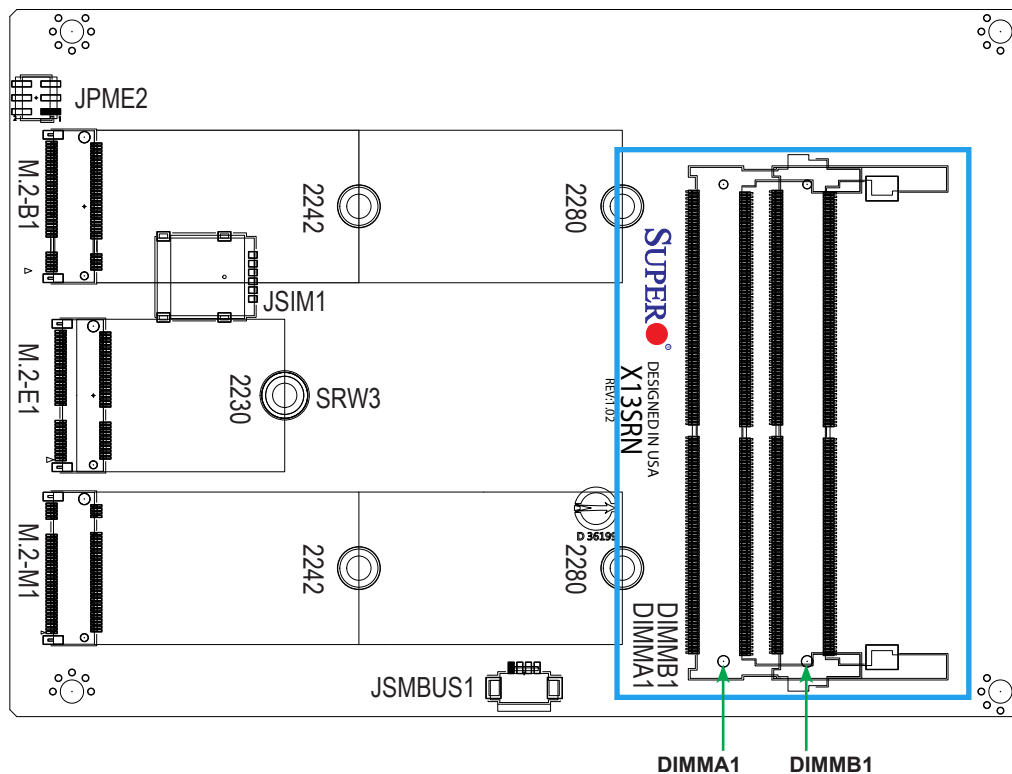 JPME2
M.2-B1
2242
2280
JSIM1
SUPER
®
DESIGNED IN USA
X13SRN
REV:1.02
M.2-E1
2230
SRW3
M.2-M1
2242
2280
D 36199
DIMMB1
DIMMA1
JSMBUS1
DIMMA1
DIMMB1